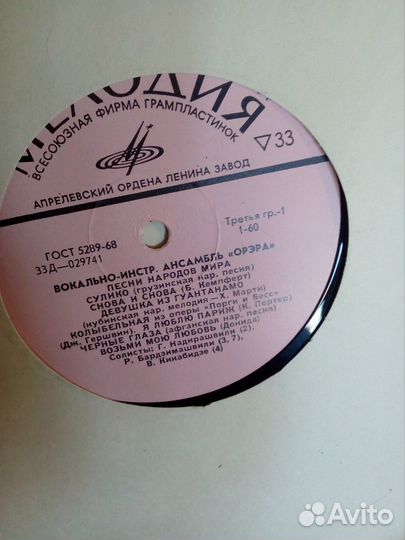 МЕЛОДИЯ
ВСЕСОЮЗНАЯ ФИРМА ГРАМПЛАСТИНОК
▷33
АПРЕЛЕВСКИЙ ОРДЕНА ЛЕНИНА ЗАВОД
ГОСТ 5289-68
33Д—029741
Третья гр.-1
1-60
ВОКАЛЬНО-ИНСТР. АНСАМБЛЬ «ОРЭРА»
ПЕСНИ НАРОДОВ МИРА
СУЛИКО (грузинская нар. песня)
СНОВА И СНОВА (Б. Кемпферт)
ДЕВУШКА ИЗ ГУАНТАНАМО
(кубинская нар. мелодия—Х. Марти)
КОЛЫБЕЛЬНАЯ из оперы «Порги и Бесс»
(Дж. Гершвин). Я ЛЮБЛЮ ПАРИЖ (К. Портер)
ЧЕРНЫЕ ГЛАЗА (афганская нар. песня)
ВОЗЬМИ МОЮ ЛЮБОВЬ (Доница)
Солисты: Г. Надирашвили (2),
Р. Бардзимашвили (3, 7),
В. Кикабидзе (4)
Avito